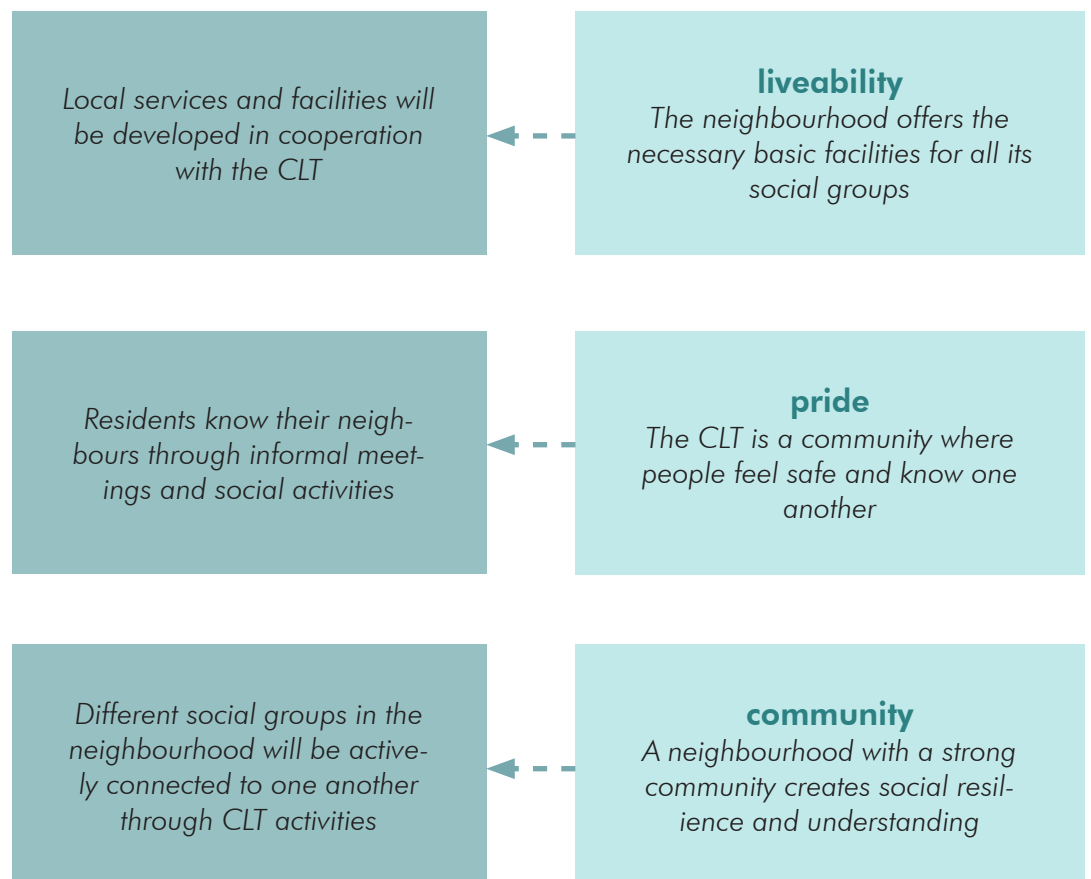 Local services and facilities will
be developed in cooperation
with the CLT
liveability
The neighbourhood offers the
necessary basic facilities for all its
social groups
Residents know their neigh-
bours through informal meet-
ings and social activities
pride
The CLT is a community where
people feel safe and know one
another
Different social groups in the
neighbourhood will be active-
ly connected to one another
through CLT activities
community
A neighbourhood with a strong
community creates social resil-
ience and understanding